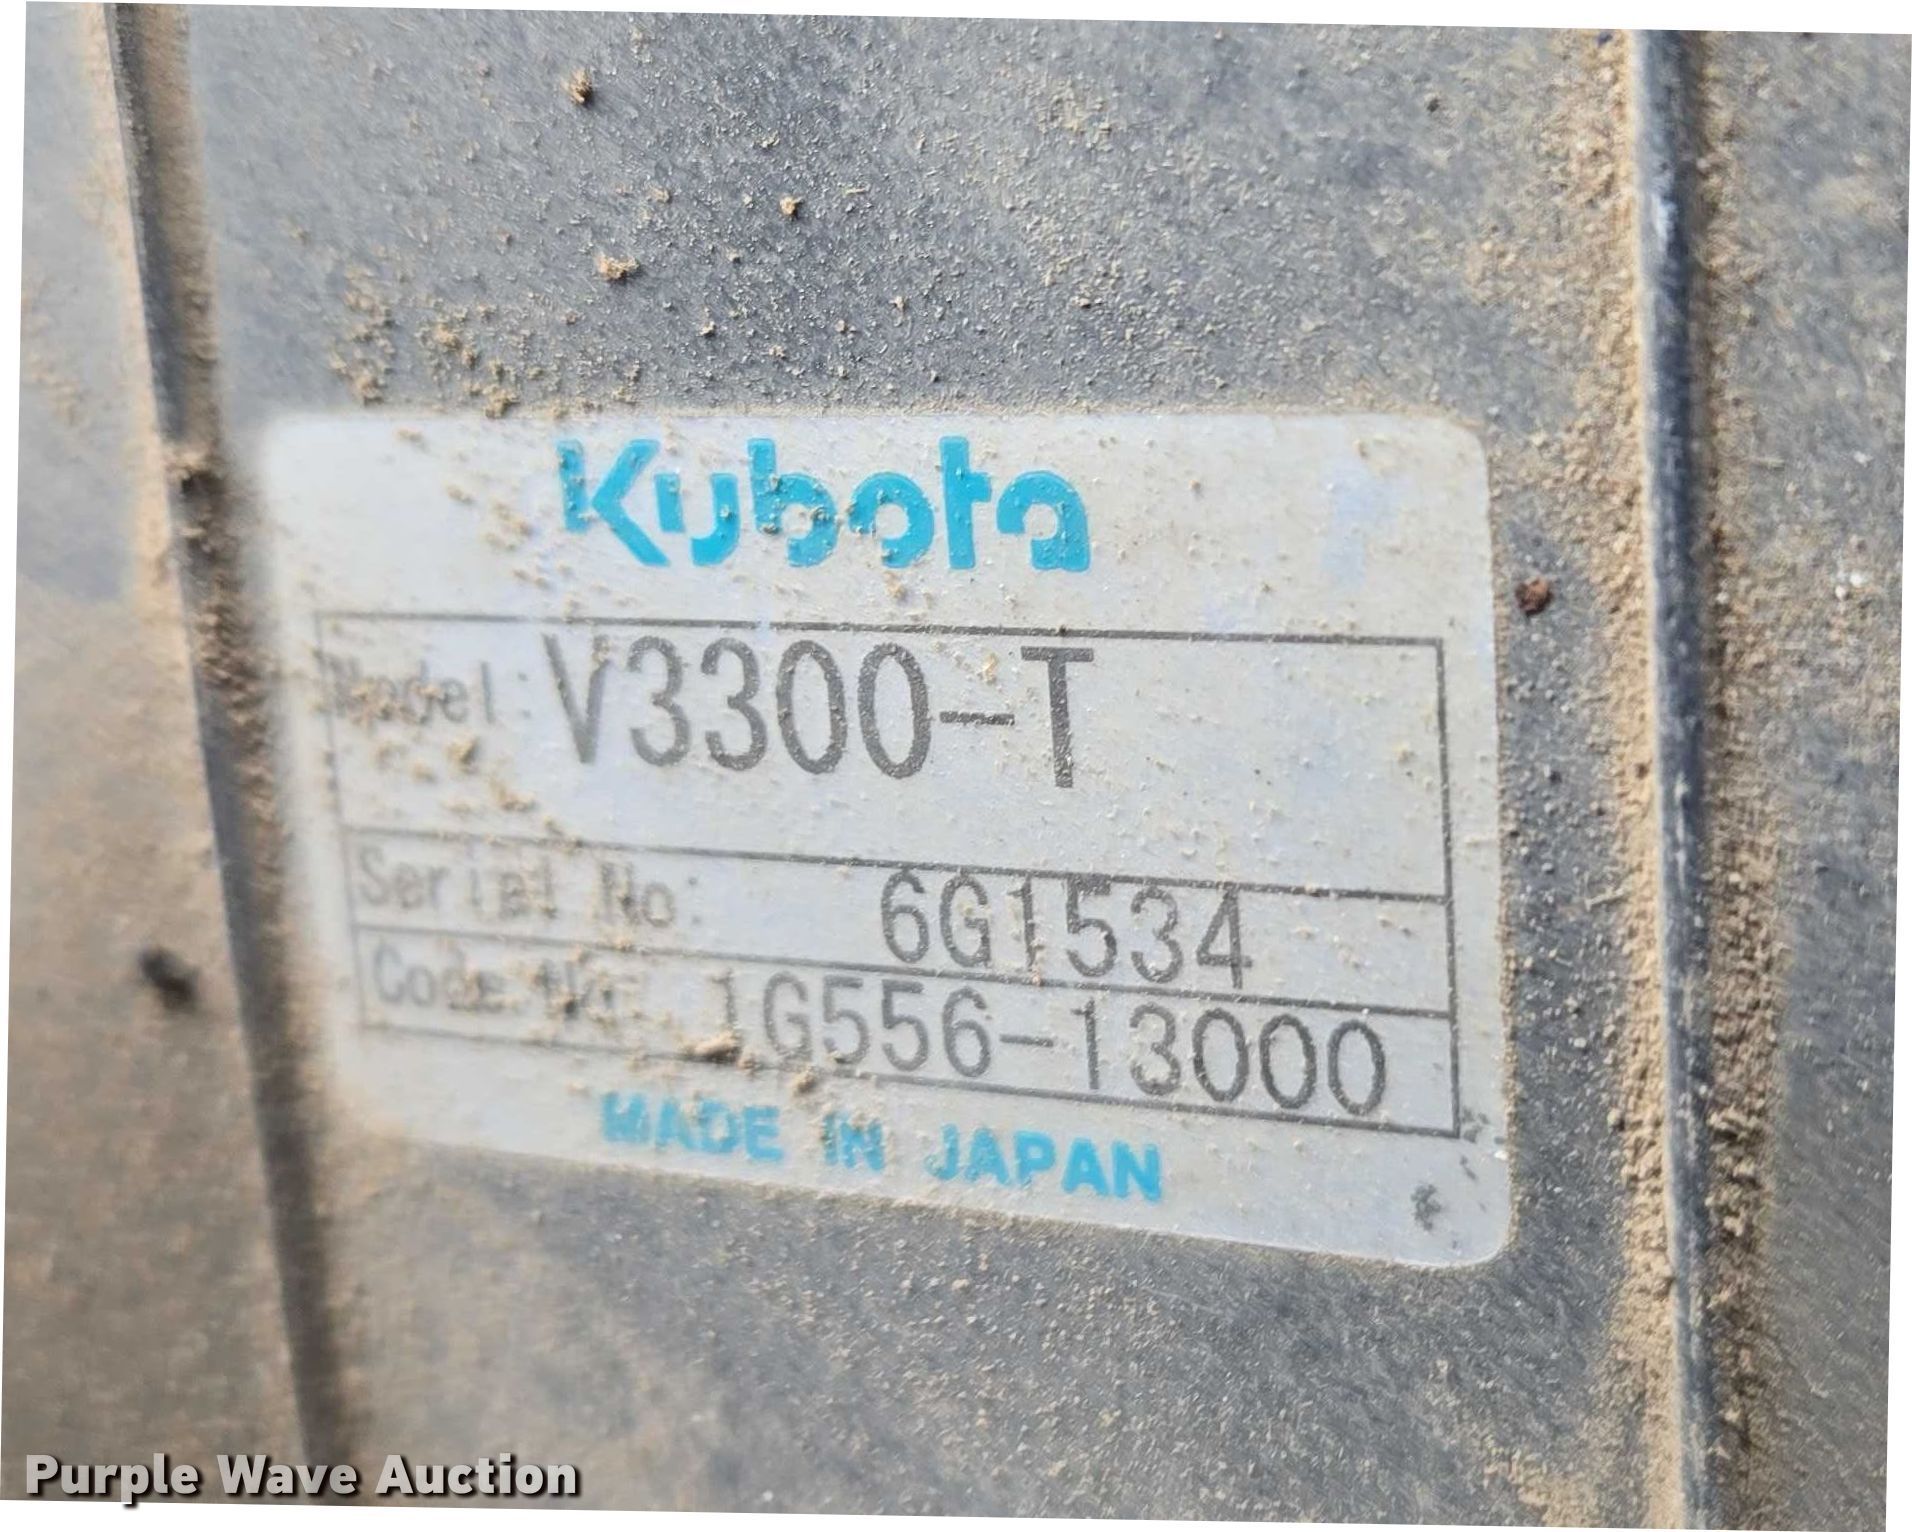 Kubota
Model: V3300-T
Serial No: 6G1534
Code No: 1G556-13000
MADE IN JAPAN
Purple Wave Auction